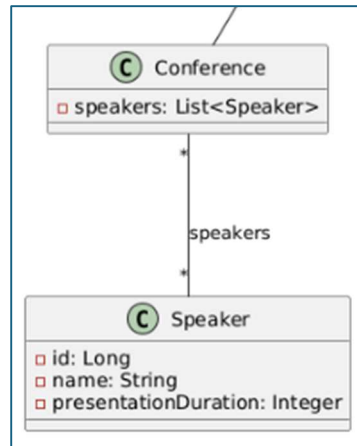 C Conference
speakers: List<Speaker>
*
speakers
*
C Speaker
id: Long
name: String
presentationDuration: Integer